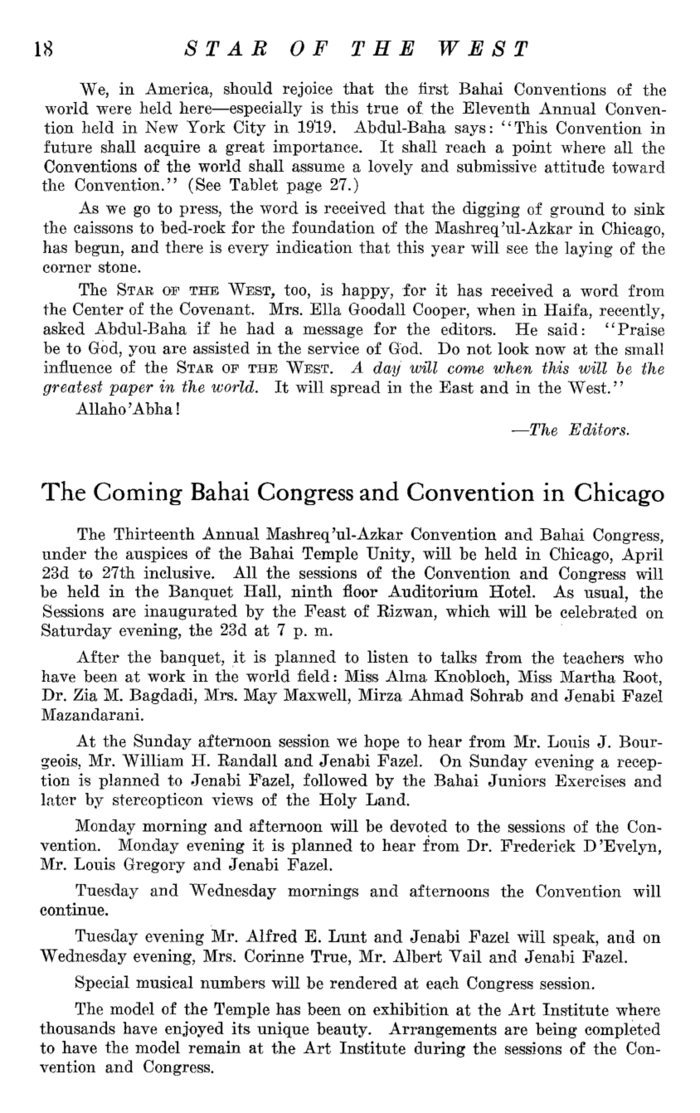 18 STAR OF THE WEST
We, in America, should rejoice that the first Bahai Conventions of the
world were held here—especially is this true of the Eleventh Annual Conven-
tion held in New York City in 1919. Abdul-Baha says: "This Convention in
future shall acquire a great importance. It shall reach a point where all the
Conventions of the world shall assume a lovely and submissive attitude toward
the Convention." (See Tablet page 27.)
As we go to press, the word is received that the digging of ground to sink
the caissons to bed-rock for the foundation of the Mashreq'ul-Azkar in Chicago,
has begun, and there is every indication that this year will see the laying of the
corner stone.
The STAR OF THE WEST, too, is happy, for it has received a word from
the Center of the Covenant. Mrs. Ella Goodall Cooper, when in Haifa, recently,
asked Abdul-Baha if he had a message for the editors. He said: "Praise
be to God, you are assisted in the service of God. Do not look now at the small
influence of the STAR OF THE WEST. A day will come when this will be the
greatest paper in the world. It will spread in the East and in the West."
Allaho'Abha!
—The Editors.
The Coming Bahai Congress and Convention in Chicago
The Thirteenth Annual Mashreq'ul-Azkar Convention and Bahai Congress,
under the auspices of the Bahai Temple Unity, will be held in Chicago, April
23d to 27th inclusive. All the sessions of the Convention and Congress will
be held in the Banquet Hall, ninth floor Auditorium Hotel. As usual, the
Sessions are inaugurated by the Feast of Rizwan, which will be celebrated on
Saturday evening, the 23d at 7 p. m.
After the banquet, it is planned to listen to talks from the teachers who
have been at work in the world field: Miss Alma Knobloch, Miss Martha Root,
Dr. Zia M. Bagdadi, Mrs. May Maxwell, Mirza Ahmad Sohrab and Jenabi Fazel
Mazandarani.
At the Sunday afternoon session we hope to hear from Mr. Louis J. Bour-
geois, Mr. William H. Randall and Jenabi Fazel. On Sunday evening a recep-
tion is planned to Jenabi Fazel, followed by the Bahai Juniors Exercises and
later by stereopticon views of the Holy Land.
Monday morning and afternoon will be devoted to the sessions of the Con-
vention. Monday evening it is planned to hear from Dr. Frederick D'Evelyn,
Mr. Louis Gregory and Jenabi Fazel.
Tuesday and Wednesday mornings and afternoons the Convention will
continue.
Tuesday evening Mr. Alfred E. Lunt and Jenabi Fazel will speak, and on
Wednesday evening, Mrs. Corinne True, Mr. Albert Vail and Jenabi Fazel.
Special musical numbers will be rendered at each Congress session.
The model of the Temple has been on exhibition at the Art Institute where
thousands have enjoyed its unique beauty. Arrangements are being completed
to have the model remain at the Art Institute during the sessions of the Con-
vention and Congress.